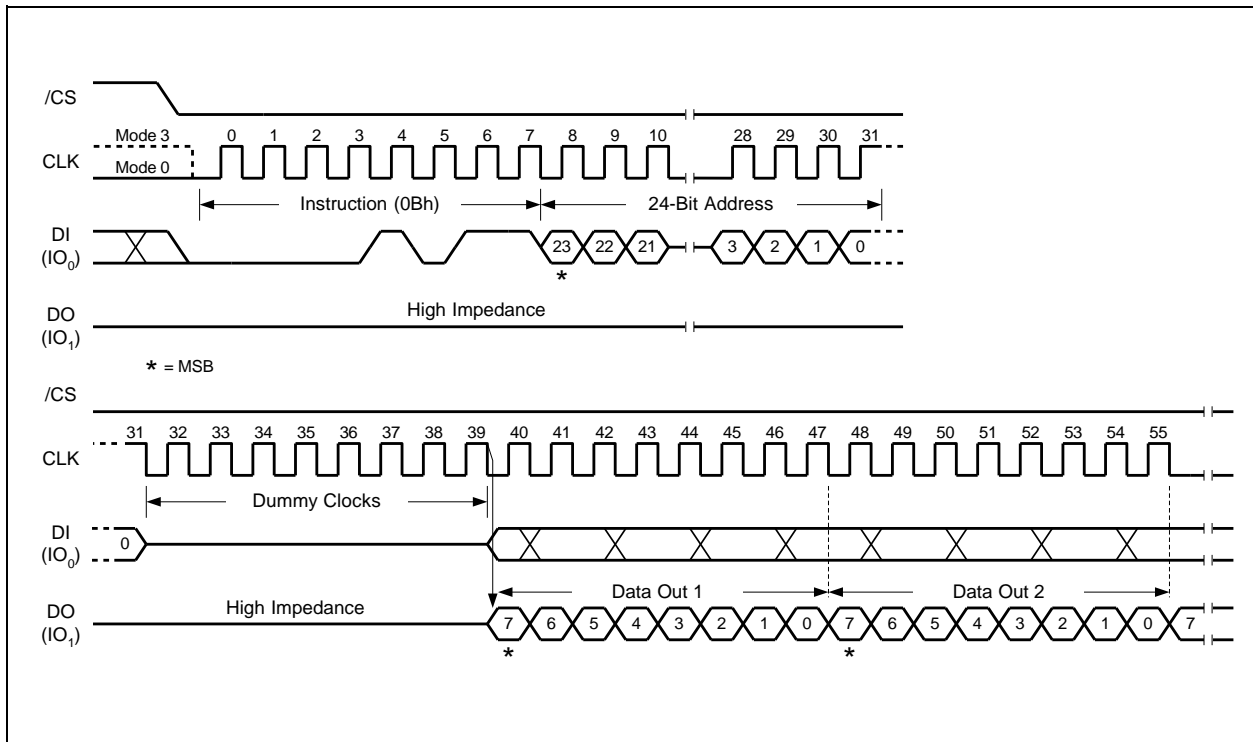 /CS
Mode 3 0 1 2 3 4 5 6 7 8 9 10 28 29 30 31
CLK
Mode 0
Instruction (0Bh) 24-Bit Address
DI
(IO0) 23 22 21 3 2 1 0
*
High Impedance
DO
(IO1)
* = MSB
/CS
31 32 33 34 35 36 37 38 39 40 41 42 43 44 45 46 47 48 49 50 51 52 53 54 55
CLK
Dummy Clocks
DI
(IO0) 0
Data Out 1 Data Out 2
High Impedance
DO
(IO1) 7 6 5 4 3 2 1 0 7 6 5 4 3 2 1 0 7
* *